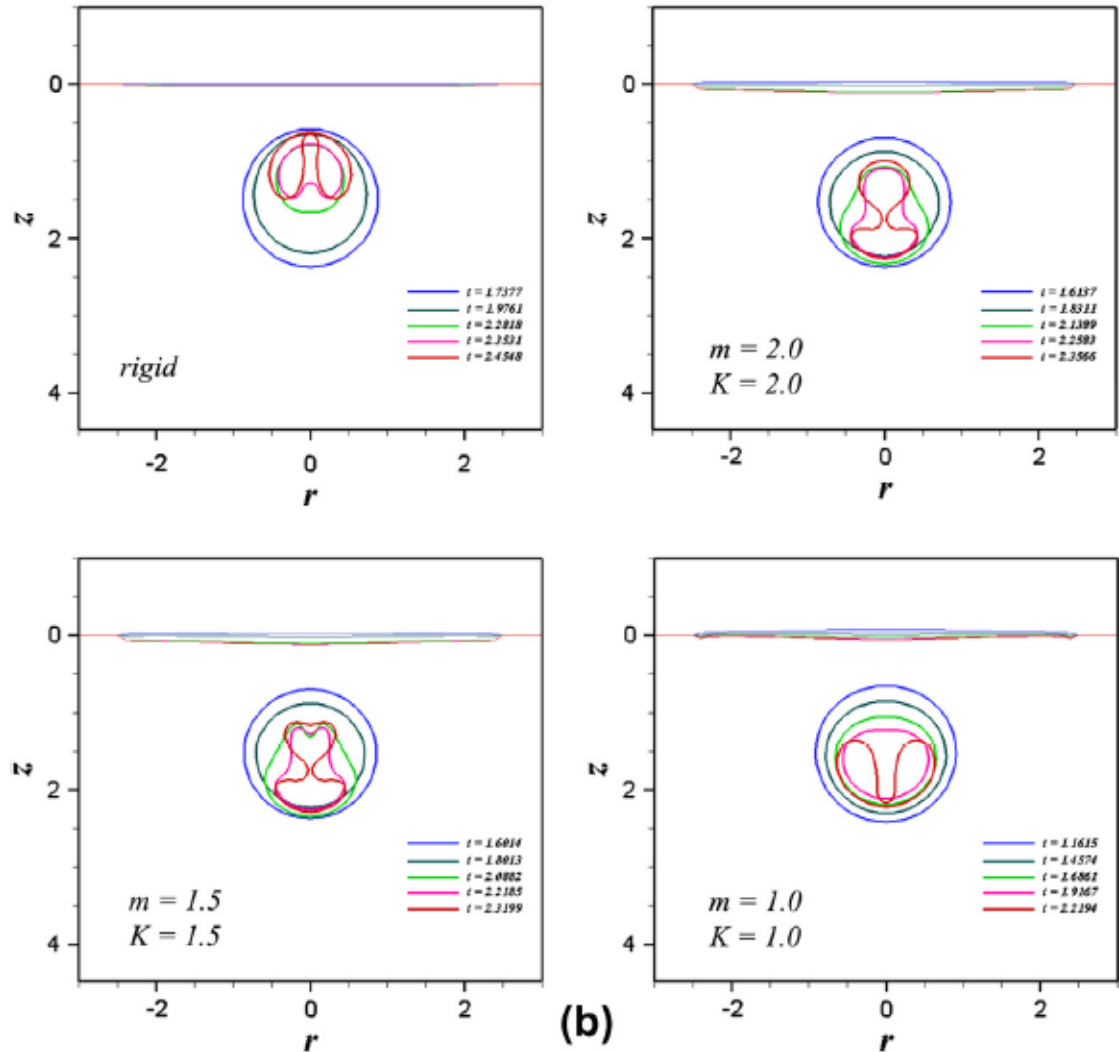 0
2
4
z
-2
0
2
r
rigid
t = 1.7377
t = 1.9761
t = 2.2818
t = 2.3531
t = 2.4548
0
2
4
z
-2
0
2
r
m = 2.0
K = 2.0
t = 1.6137
t = 1.8311
t = 2.1389
t = 2.2583
t = 2.3566
0
2
4
z
-2
0
2
r
m = 1.5
K = 1.5
t = 1.6014
t = 1.8013
t = 2.0882
t = 2.2185
t = 2.3199
0
2
4
z
-2
0
2
r
m = 1.0
K = 1.0
t = 1.1615
t = 1.4574
t = 1.6861
t = 1.9167
t = 2.2194
(b)